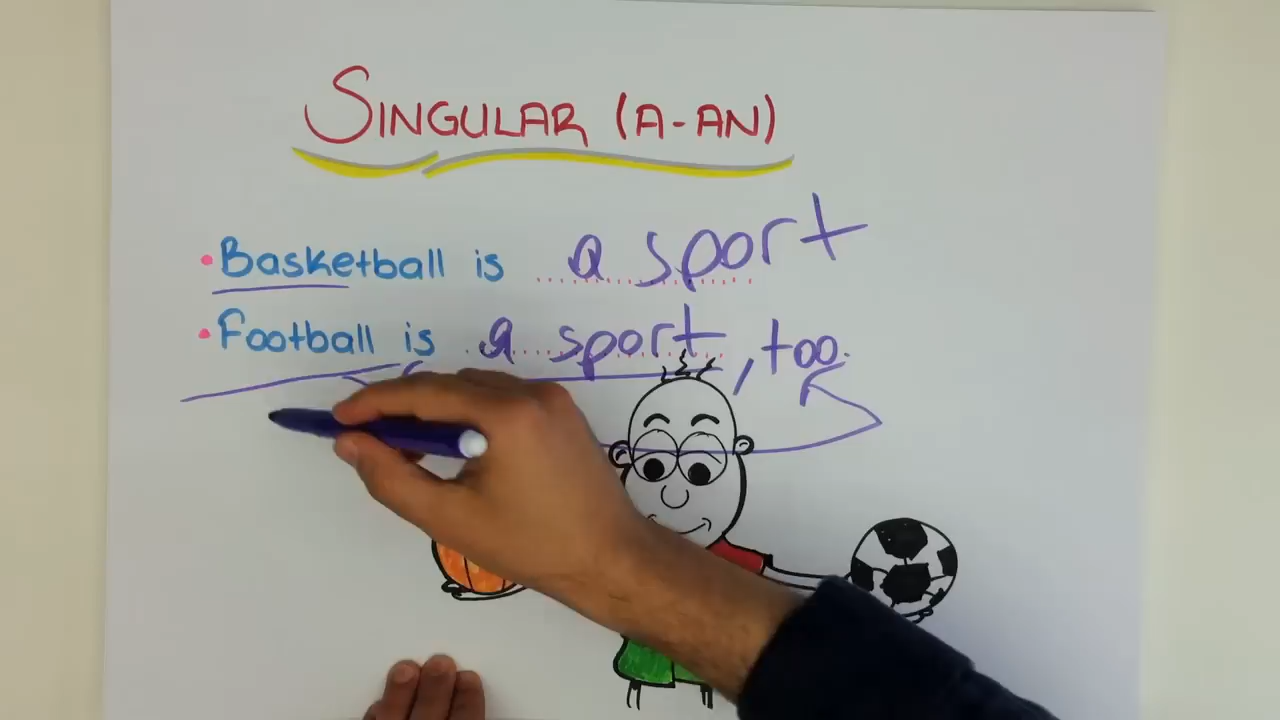 SINGULAR (A-AN)
• Basketball is a sport
• Football is a sport, too.